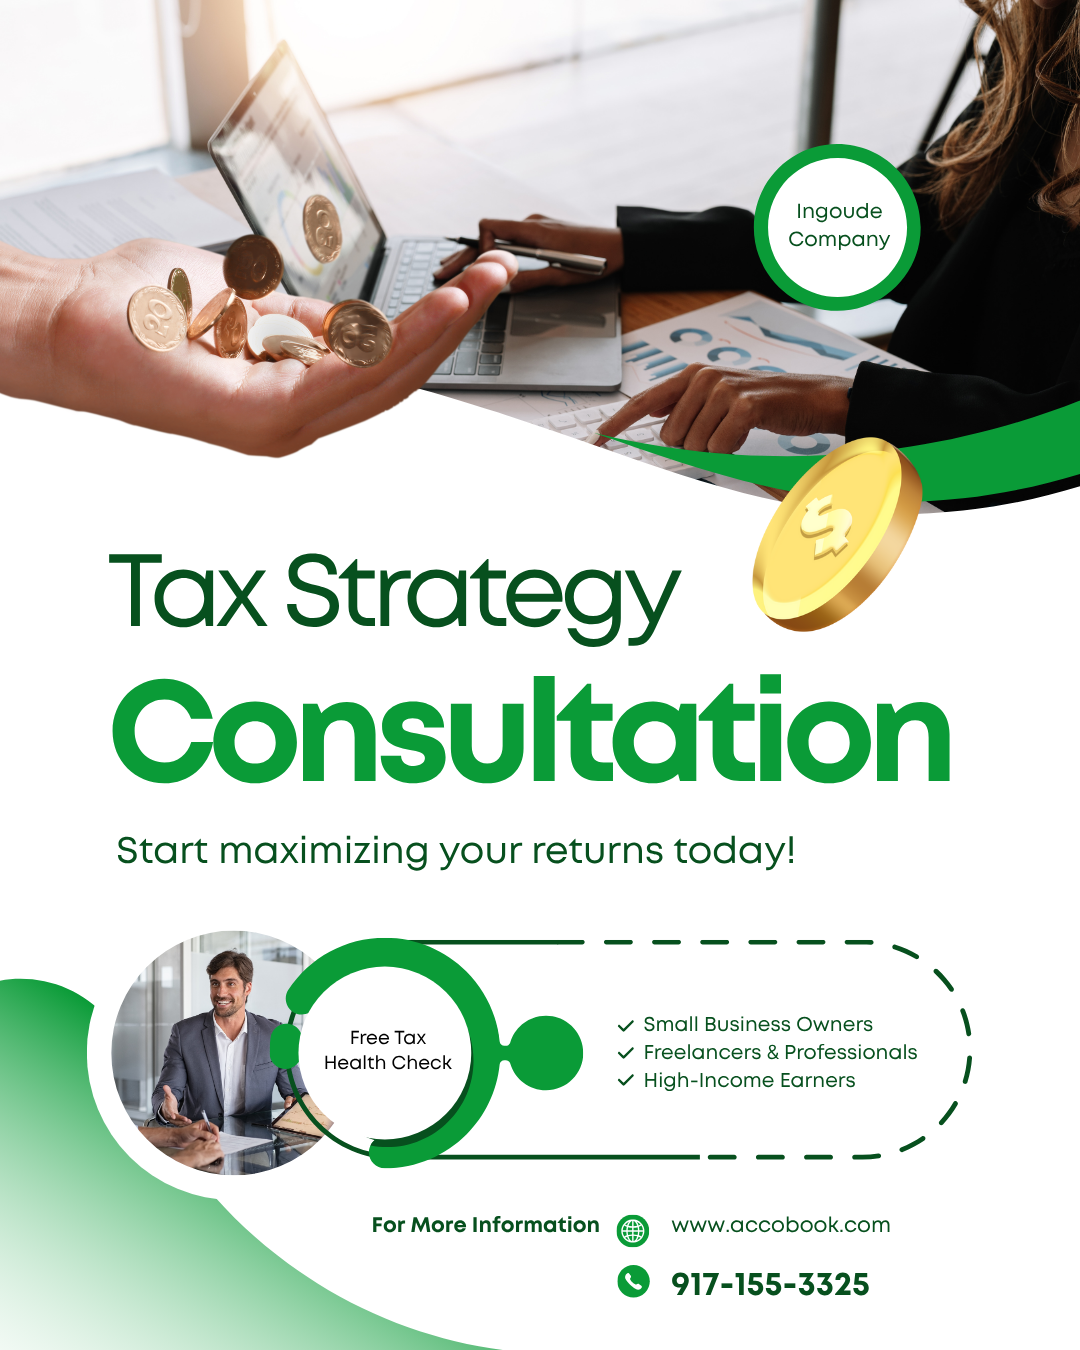 Ingoude
Company
Tax Strategy
Consultation
Start maximizing your returns today!
Free Tax
Health Check
Small Business Owners
Freelancers & Professionals
High-Income Earners
For More Information
www.accobook.com
917-155-3325